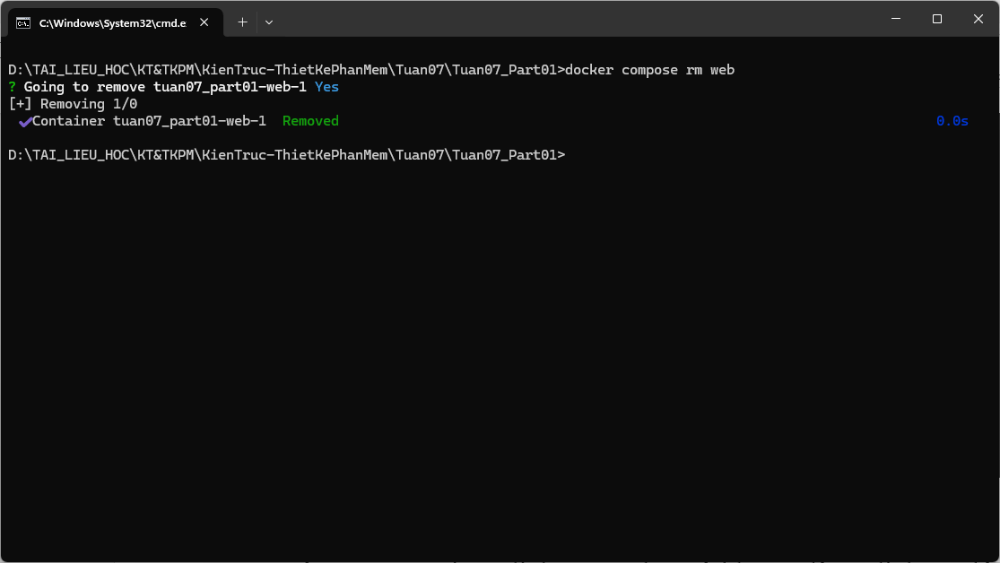 C:\Windows\System32\cmd.e
D:\TAI_LIEU_HOC\KT&TKPM\KienTruc-ThietKePhanMem\Tuan07\Tuan07_Part01>docker compose rm web
? Going to remove tuan07_part01-web-1 Yes
[+] Removing 1/0
✔Container tuan07_part01-web-1 Removed 0.0s
D:\TAI_LIEU_HOC\KT&TKPM\KienTruc-ThietKePhanMem\Tuan07\Tuan07_Part01>